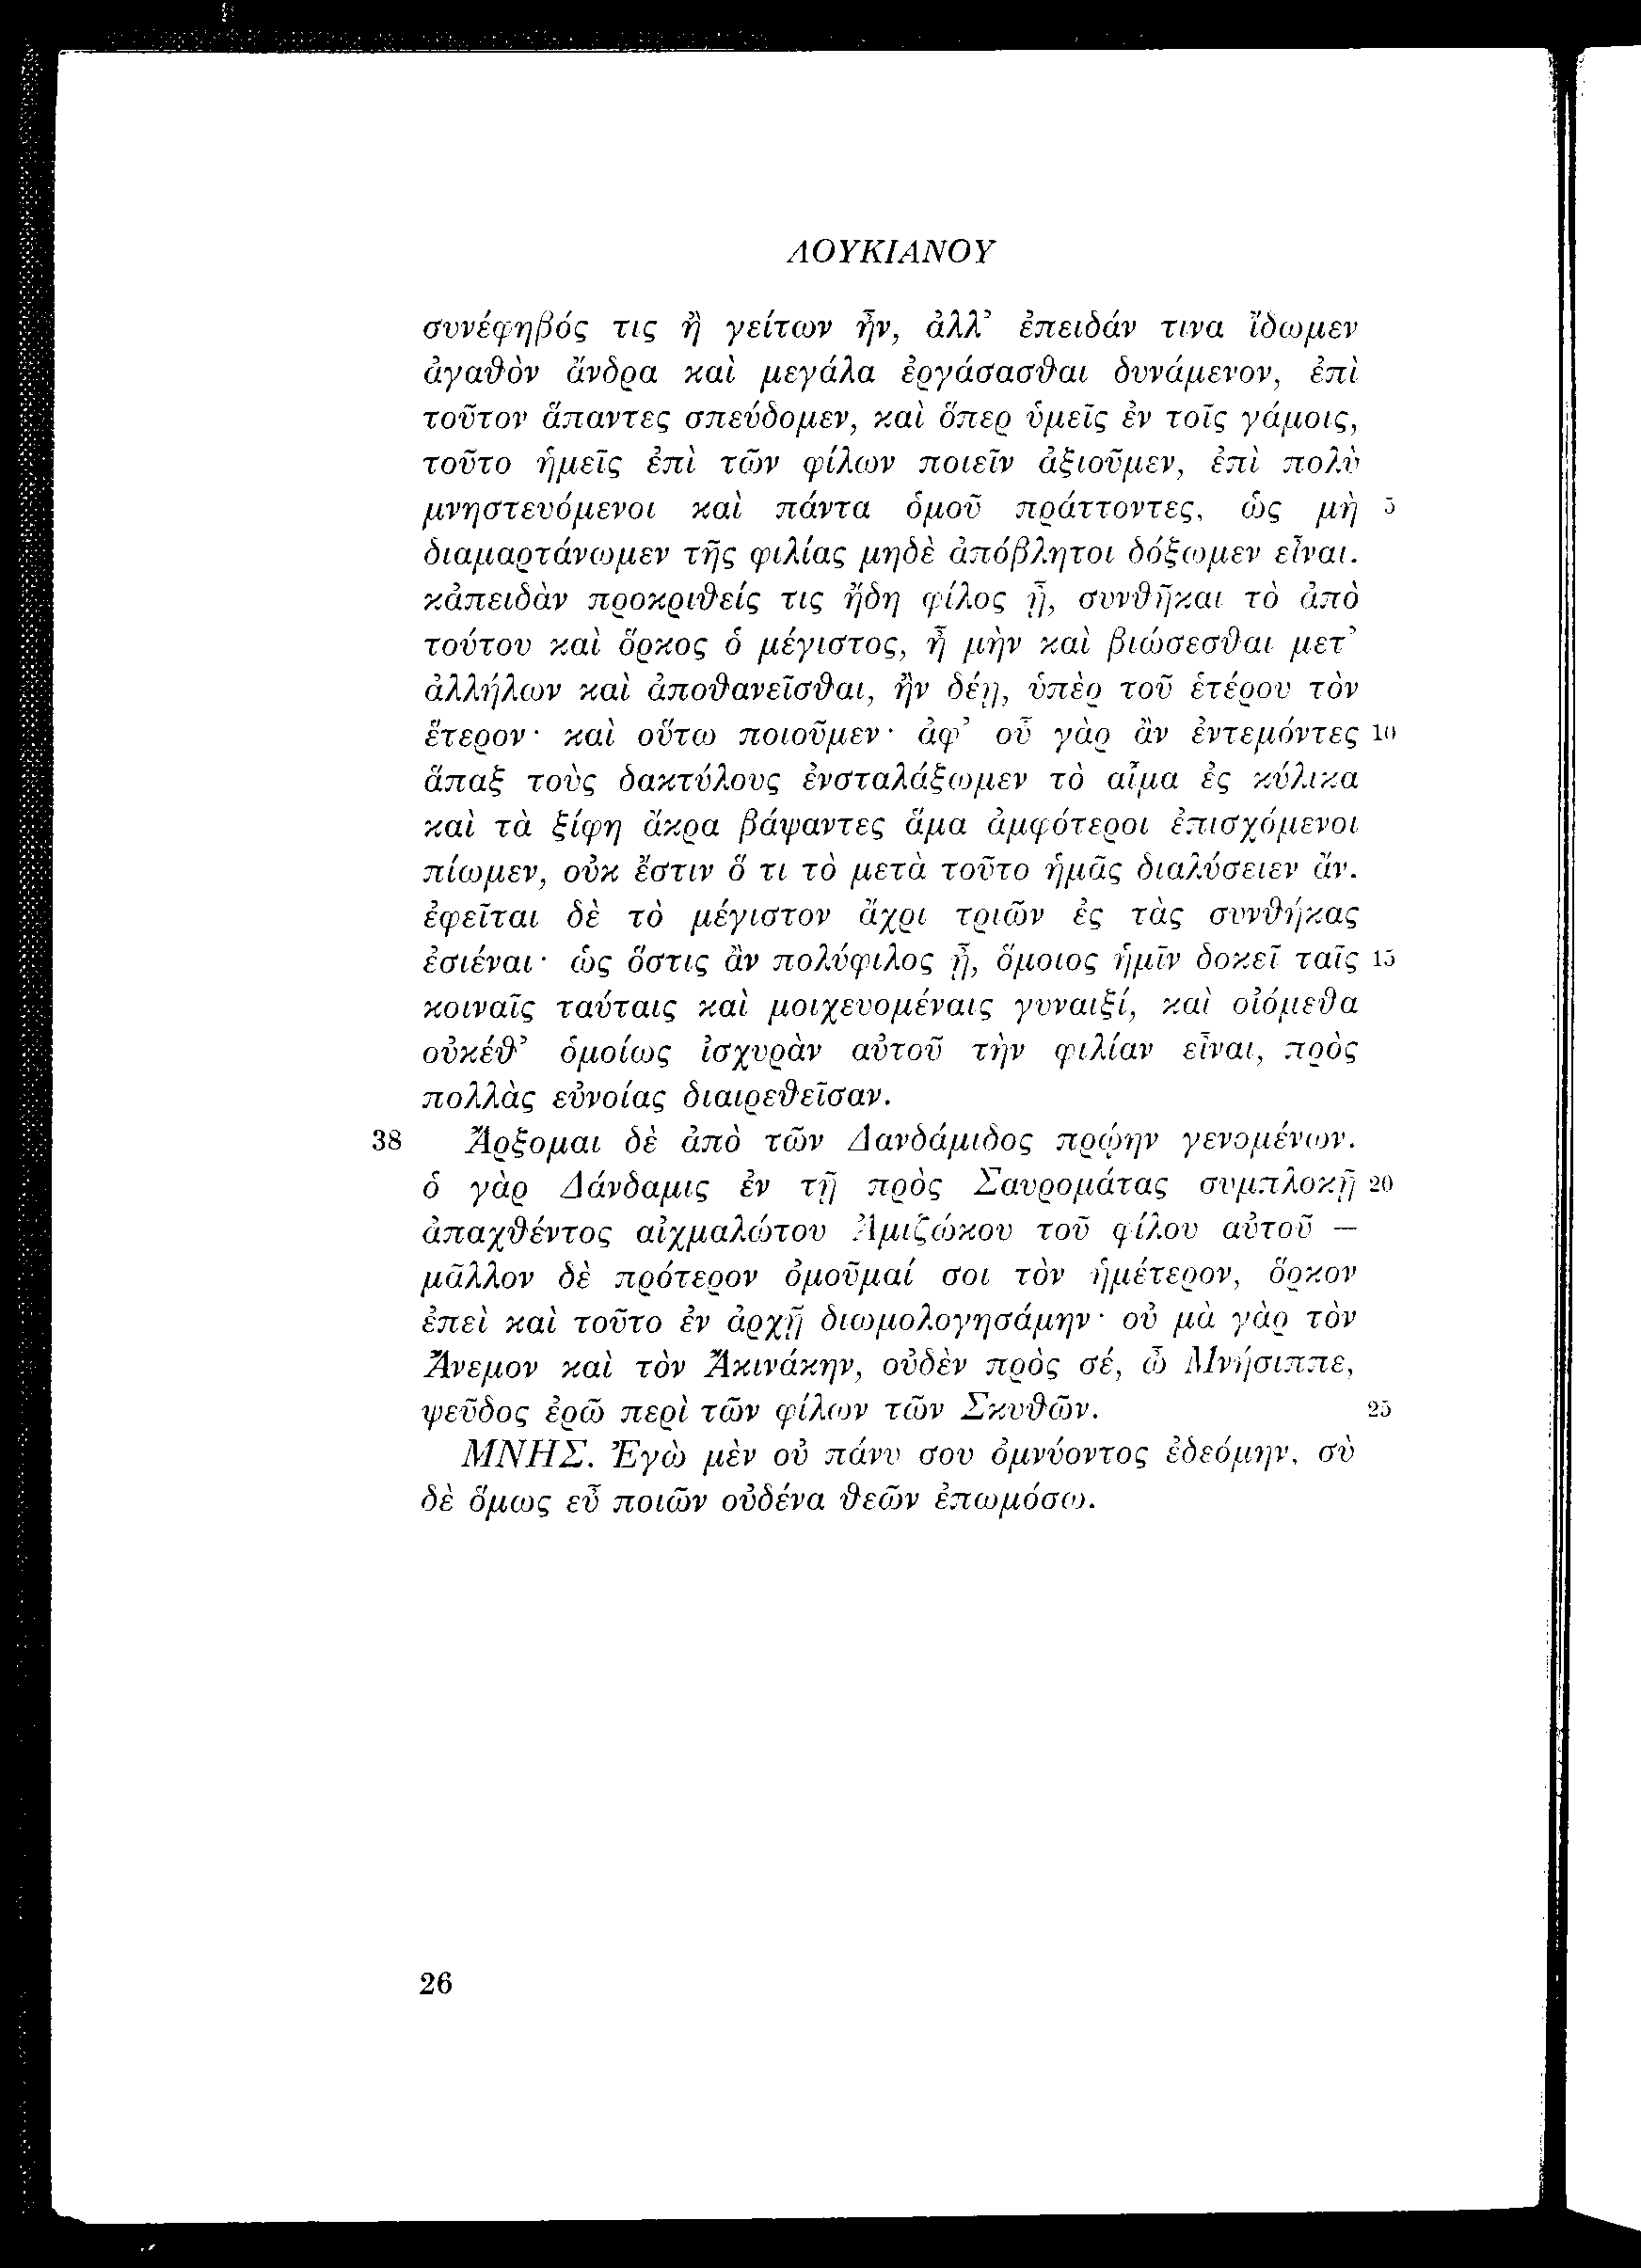 ΛΟΥΚΙΑΝΟΥ
συνέφηβός τις ἢ γείτων ἦν, ἀλλ’ ἐπειδάν τινα ἴδωμεν
ἀγαθὸν ἄνδρα καὶ μεγάλα ἐργάσασθαι δυνάμενον, ἐπὶ
τοῦτον ἅπαντες σπεύδομεν, καὶ ὅπερ ὑμεῖς ἐν τοῖς γάμοις,
τοῦτο ἡμεῖς ἐπὶ τῶν φίλων ποιεῖν ἀξιοῦμεν, ἐπὶ πολὺ
μνηστευόμενοι καὶ πάντα ὁμοῦ πράττοντες, ὡς μὴ 5
διαμαρτάνωμεν τῆς φιλίας μηδὲ ἀπόβλητοι δόξωμεν εἶναι.
κἀπειδὰν προκριθείς τις ἤδη φίλος ᾖ, συνθῆκαι τὸ ἀπὸ
τούτου καὶ ὅρκος ὁ μέγιστος, ἦ μὴν καὶ βιώσεσθαι μετ’
ἀλλήλων καὶ ἀποθανεῖσθαι, ἢν δέῃ, ὑπὲρ τοῦ ἑτέρου τὸν
ἕτερον· καὶ οὕτω ποιοῦμεν· ἀφ’ οὗ γὰρ ἂν ἐντεμόντες 10
ἅπαξ τοὺς δακτύλους ἐνσταλάξωμεν τὸ αἷμα ἐς κύλικα
καὶ τὰ ξίφη ἄκρα βάψαντες ἅμα ἀμφότεροι ἐπισχόμενοι
πίωμεν, οὐκ ἔστιν ὅ τι τὸ μετὰ τοῦτο ἡμᾶς διαλύσειεν ἄν.
ἐφεῖται δὲ τὸ μέγιστον ἄχρι τριῶν ἐς τὰς συνθήκας
ἐσιέναι· ὡς ὅστις ἂν πολύφιλος ᾖ, ὅμοιος ἡμῖν δοκεῖ ταῖς 15
κοιναῖς ταύταις καὶ μοιχευομέναις γυναιξί, καὶ οἰόμεθα
οὐκέθ’ ὁμοίως ἰσχυρὰν αὐτοῦ τὴν φιλίαν εἶναι, πρὸς
πολλὰς εὐνοίας διαιρεθεῖσαν.
38 Ἄρξομαι δὲ ἀπὸ τῶν Δανδάμιδος πρῴην γενομένων.
ὁ γὰρ Δάνδαμις ἐν τῇ πρὸς Σαυρομάτας συμπλοκῇ 20
ἀπαχθέντος αἰχμαλώτου Ἀμιζώκου τοῦ φίλου αὐτοῦ —
μᾶλλον δὲ πρότερον ὀμοῦμαί σοι τὸν ἡμέτερον, ὅρκον
ἐπεὶ καὶ τοῦτο ἐν ἀρχῇ διωμολογησάμην· οὐ μὰ γὰρ τὸν
Ἄνεμον καὶ τὸν Ἄκινάκην, οὐδὲν πρὸς σέ, ὦ Μνήσιππε,
ψεῦδος ἐρῶ περὶ τῶν φίλων τῶν Σκυθῶν. 25
ΜΝΗΣ. Ἐγὼ μὲν οὐ πάνυ σου ὀμνύοντος ἐδεόμην, σὺ
δὲ ὅμως εὖ ποιῶν οὐδένα θεῶν ἐπωμόσω.
26